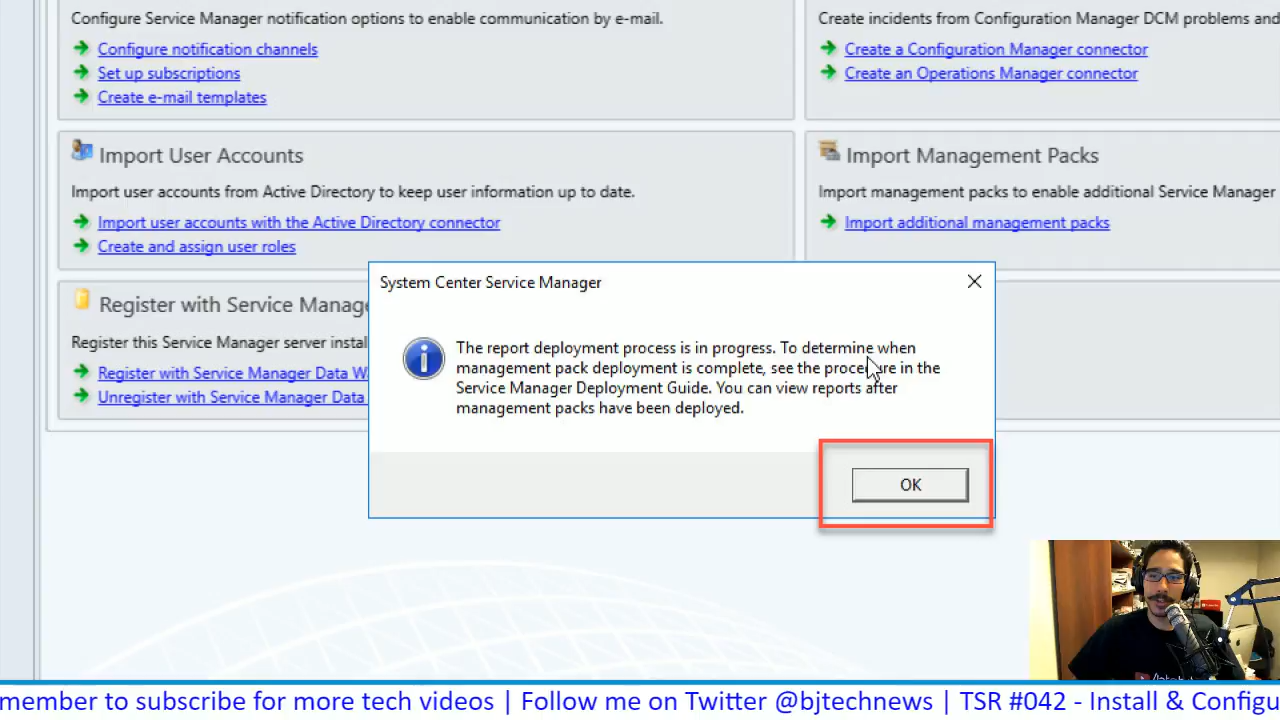 Configure Service Manager notification options to enable communication by e-mail.
Configure notification channels
Set up subscriptions
Create e-mail templates
Create incidents from Configuration Manager DCM problems and
Create a Configuration Manager connector
Create an Operations Manager connector
Import User Accounts
Import user accounts from Active Directory to keep user information up to date.
Import user accounts with the Active Directory connector
Create and assign user roles
Import Management Packs
Import management packs to enable additional Service Manager
Import additional management packs
Register with Service Manage
Register this Service Manager server instal
Register with Service Manager Data W
Unregister with Service Manager Data
System Center Service Manager
The report deployment process is in progress. To determine when
management pack deployment is complete, see the procedure in the
Service Manager Deployment Guide. You can view reports after
management packs have been deployed.
OK
member to subscribe for more tech videos | Follow me on Twitter @bjtechnews | TSR #042 - Install & Configu